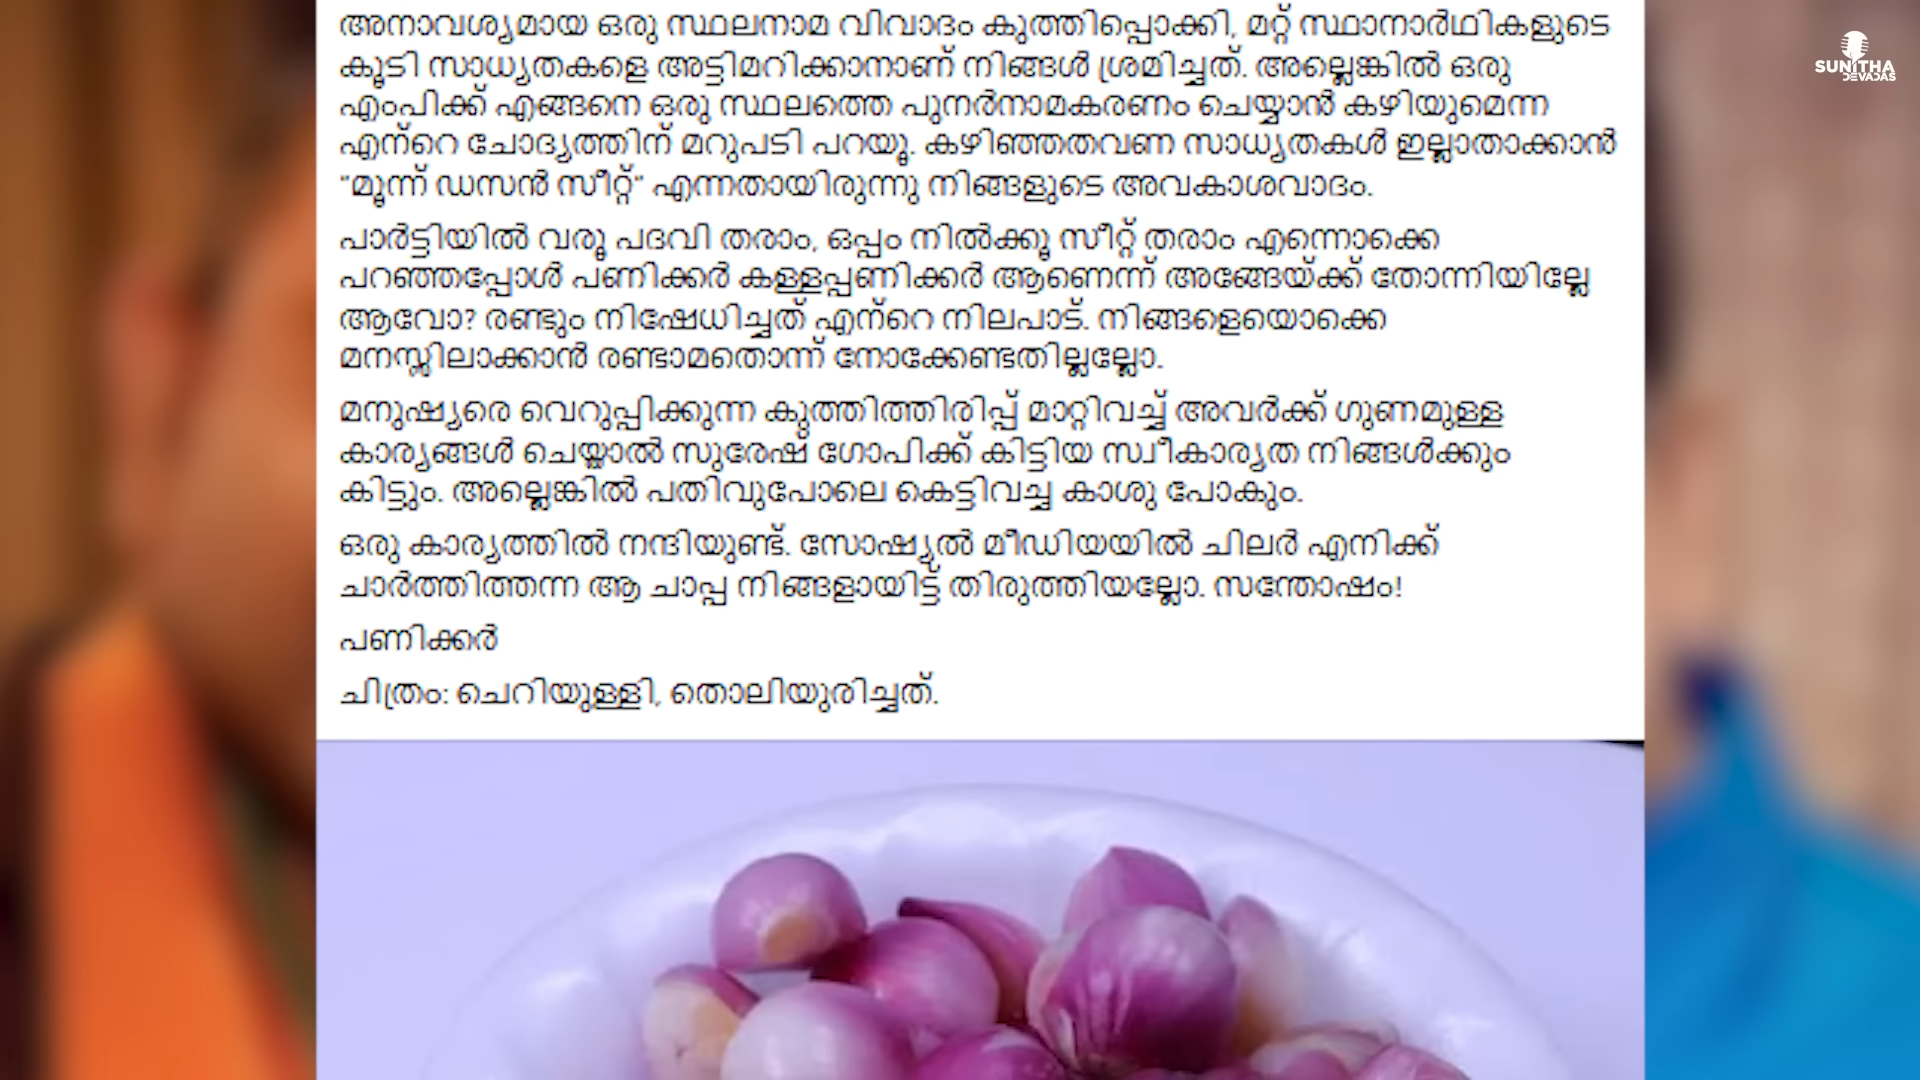 അനാവശ്യമായ ഒരു സ്ഥലനാമ വിവാദം കുത്തിപ്പൊക്കി, മറ്റ് സ്ഥാനാർഥികളുടെ
കൂടി സാധ്യതകളെ അട്ടിമറിക്കാനാണ് നിങ്ങൾ ശ്രമിച്ചത്. അല്ലെങ്കിൽ ഒരു
എംപിക്ക് എങ്ങനെ ഒരു സ്ഥലത്തെ പുനർനാമകരണം ചെയ്യാൻ കഴിയുമെന്ന
എന്റെ ചോദ്യത്തിന് മറുപടി പറയൂ. കഴിഞ്ഞതവണ സാധ്യതകൾ ഇല്ലാതാക്കാൻ
"മൂന്ന് ഡസൻ സീറ്റ്" എന്നതായിരുന്നു നിങ്ങളുടെ അവകാശവാദം.
പാർട്ടിയിൽ വരൂ പദവി തരാം, ഒപ്പം നിൽക്കൂ സീറ്റ് തരാം എന്നൊക്കെ
പറഞ്ഞപ്പോൾ പണിക്കർ കള്ളപ്പണിക്കർ ആണെന്ന് അങ്ങേയ്ക്ക് തോന്നിയില്ലേ
ആവോ? രണ്ടും നിഷേധിച്ചത് എന്റെ നിലപാട്. നിങ്ങളെയൊക്കെ
മനസ്സിലാക്കാൻ രണ്ടാമതൊന്ന് നോക്കേണ്ടതില്ലല്ലോ.
മനുഷ്യരെ വെറുപ്പിക്കുന്ന കുത്തിത്തിരിപ്പ് മാറ്റിവച്ച് അവർക്ക് ഗുണമുള്ള
കാര്യങ്ങൾ ചെയ്താൽ സുരേഷ് ഗോപിക്ക് കിട്ടിയ സ്വീകാര്യത നിങ്ങൾക്കും
കിട്ടും. അല്ലെങ്കിൽ പതിവുപോലെ കെട്ടിവച്ച കാശു പോകും.
ഒരു കാര്യത്തിൽ നന്ദിയുണ്ട്. സോഷ്യൽ മീഡിയയിൽ ചിലർ എനിക്ക്
ചാർത്തിത്തന്ന ആ ചാപ്പ നിങ്ങളായിട്ട് തിരുത്തിയല്ലോ. സന്തോഷം!
പണിക്കർ
ചിത്രം: ചെറിയുള്ളി, തൊലിയുരിച്ചത്.
SUNITHA
DEVADAS